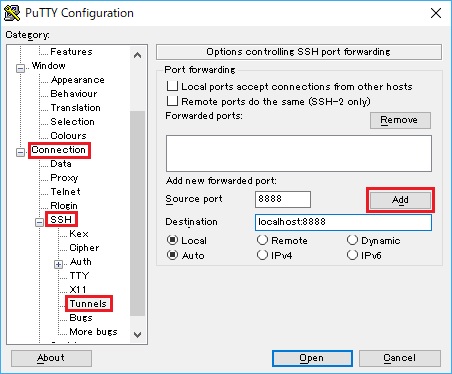 PuTTY Configuration
Category:
Features
Window
Appearance
Behaviour
Translation
Selection
Colours
Connection
Data
Proxy
Telnet
Rlogin
SSH
Kex
Cipher
Auth
TTY
X11
Tunnels
Bugs
More bugs
Options controlling SSH port forwarding
Port forwarding
Local ports accept connections from other hosts
Remote ports do the same (SSH-2 only)
Forwarded ports:
Remove
Add new forwarded port:
Source port 8888 Add
Destination localhost:8888
Local Remote Dynamic
Auto IPv4 IPv6
About Open Cancel